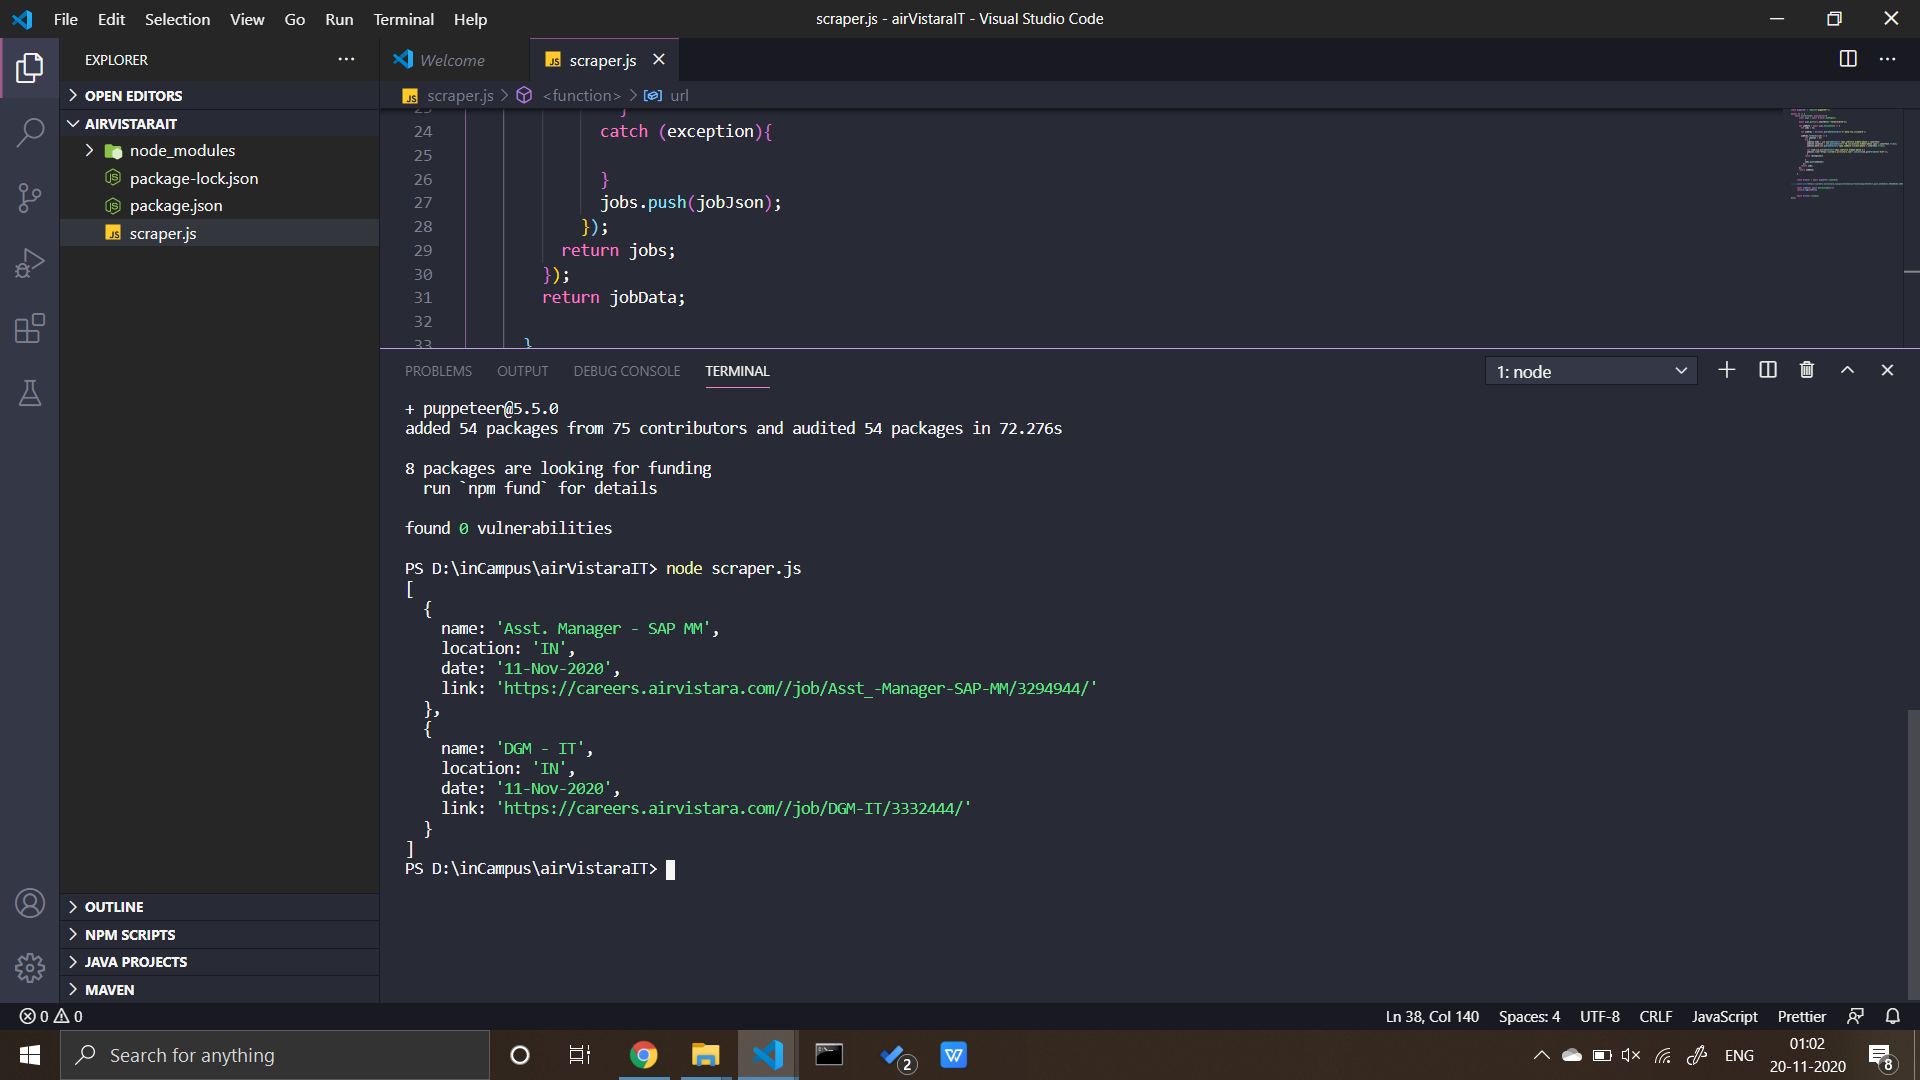 File Edit Selection View Go Run Terminal Help
scraper.js - airVistaraIT - Visual Studio Code
EXPLORER
OPEN EDITORS
AIRVISTARAIT
node_modules
package-lock.json
package.json
scraper.js
OUTLINE
NPM SCRIPTS
JAVA PROJECTS
MAVEN
Welcome
JS scraper.js
JS scraper.js > <function> > url
23 }
24 catch (exception){
25
26 }
27 jobs.push(jobJson);
28 });
29 return jobs;
30 });
31 return jobData;
32
33 }
PROBLEMS OUTPUT DEBUG CONSOLE TERMINAL
1: node
+ puppeteer@5.5.0
added 54 packages from 75 contributors and audited 54 packages in 72.276s
8 packages are looking for funding
run `npm fund` for details
found 0 vulnerabilities
PS D:\inCampus\airVistaraIT> node scraper.js
[
{
name: 'Asst. Manager - SAP MM',
location: 'IN',
date: '11-Nov-2020',
link: 'https://careers.airvistara.com//job/Asst_-Manager-SAP-MM/3294944/'
},
{
name: 'DGM - IT',
location: 'IN',
date: '11-Nov-2020',
link: 'https://careers.airvistara.com//job/DGM-IT/3332444/'
}
]
PS D:\inCampus\airVistaraIT>
0 0
Ln 38, Col 140 Spaces: 4 UTF-8 CRLF JavaScript Prettier
Search for anything
2
W
ENG
01:02
20-11-2020
8